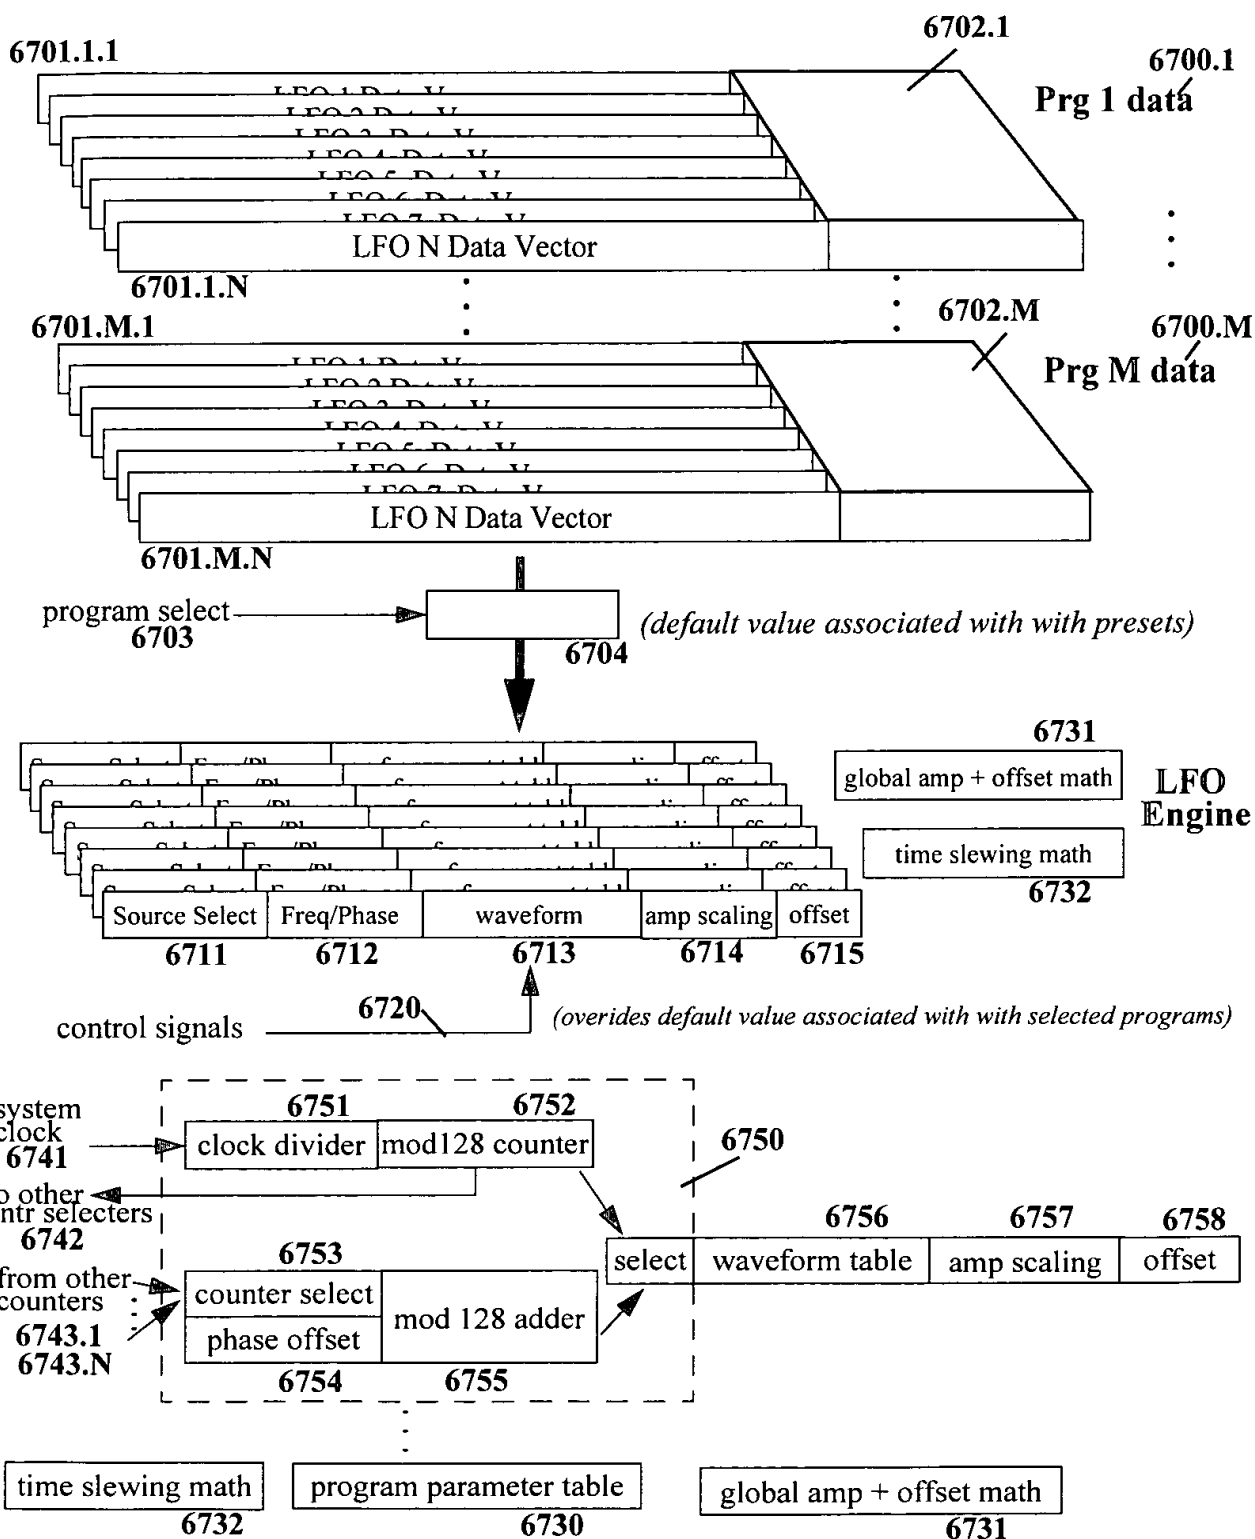 6702.1
6701.1.1
6700.1
Prg 1 data
LFO N Data Vector
6701.1.N
6702.M
6701.M.1
6700.M
Prg M data
LFO N Data Vector
6701.M.N
program select
6703
6704
(default value associated with with presets)
6731
global amp + offset math
LFO
Engine
time slewing math
6732
Source Select
Freq/Phase
waveform
amp scaling
offset
6711
6712
6713
6714
6715
control signals
6720
(overides default value associated with with selected programs)
system
clock
6741
6751
6752
clock divider
mod128 counter
6750
o other
ntr selecters
6742
6753
6756
6757
6758
select
waveform table
amp scaling
offset
from other
counters
6743.1
6743.N
counter select
phase offset
mod 128 adder
6754
6755
time slewing math
6732
program parameter table
6730
global amp + offset math
6731